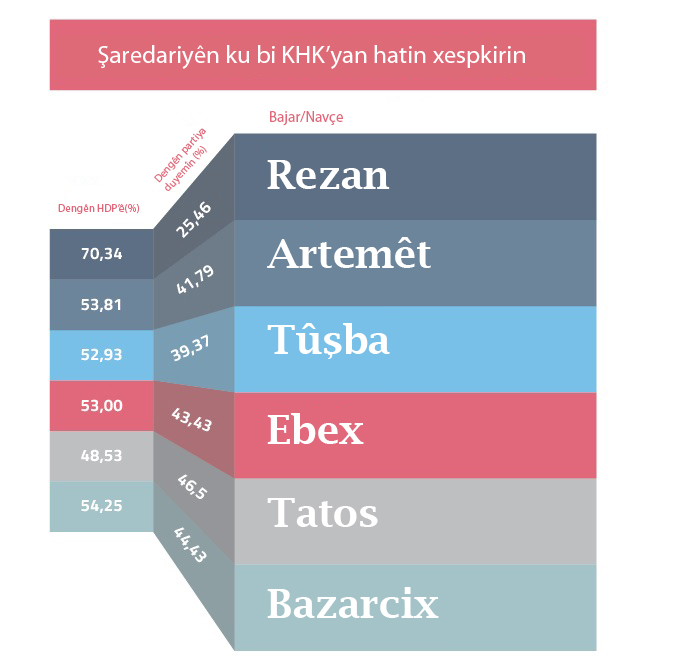 Şaredariyên ku bi KHK’yan hatin xespkirin
Dengên HDP'ê(%)
Dengên partiya
duyemîn (%)
Bajar/Navçe
70,34
25,46
Rezan
53,81
41,79
Artemêt
52,93
39,37
Tûşba
53,00
43,43
Ebex
48,53
46,5
Tatos
54,25
44,43
Bazarcix